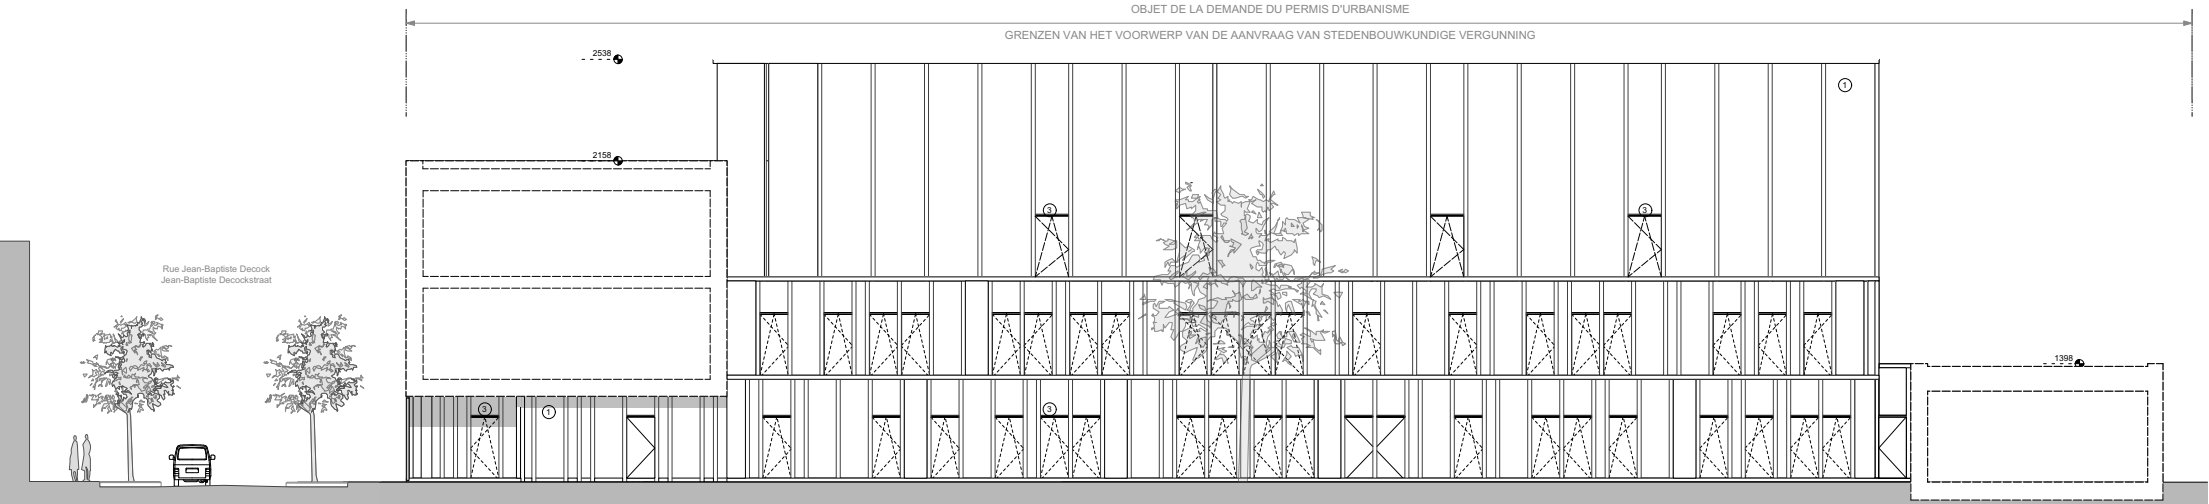 OBJET DE LA DEMANDE DU PERMIS D'URBANISME
GRENZEN VAN HET VOORWERP VAN DE AANVRAAG VAN STEDENBOUWKUNDIGE VERGUNNING
2538
1
2158
3
3
Rue Jean-Baptiste Decock
Jean-Baptiste Decockstraat
1398
3
1
3